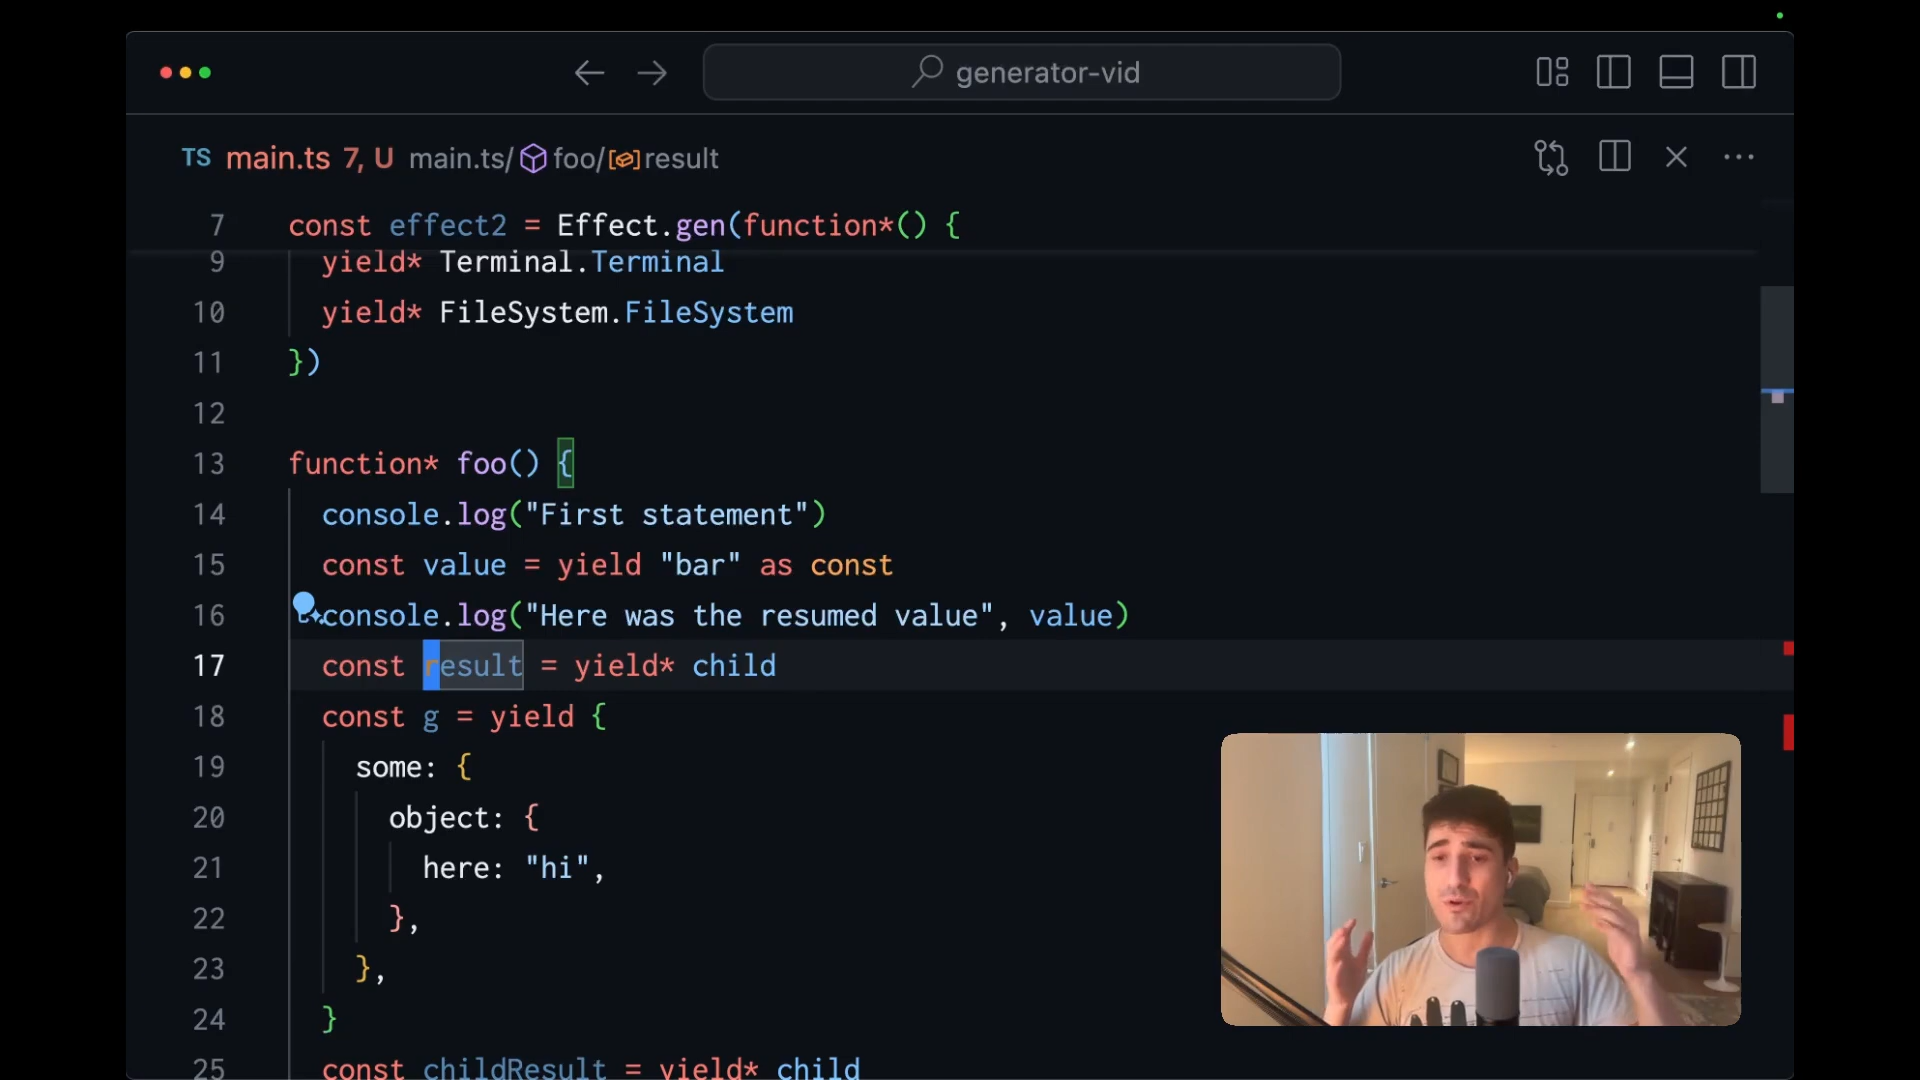 generator-vid
TS main.ts 7, U main.ts/foo/result
7 const effect2 = Effect.gen(function*() {
9 yield* Terminal.Terminal
10 yield* FileSystem.FileSystem
11 })
12
13 function* foo() {
14 console.log("First statement")
15 const value = yield "bar" as const
16 console.log("Here was the resumed value", value)
17 const result = yield* child
18 const g = yield {
19 some: {
20 object: {
21 here: "hi",
22 },
23 },
24 }
25 const childResult = yield* child